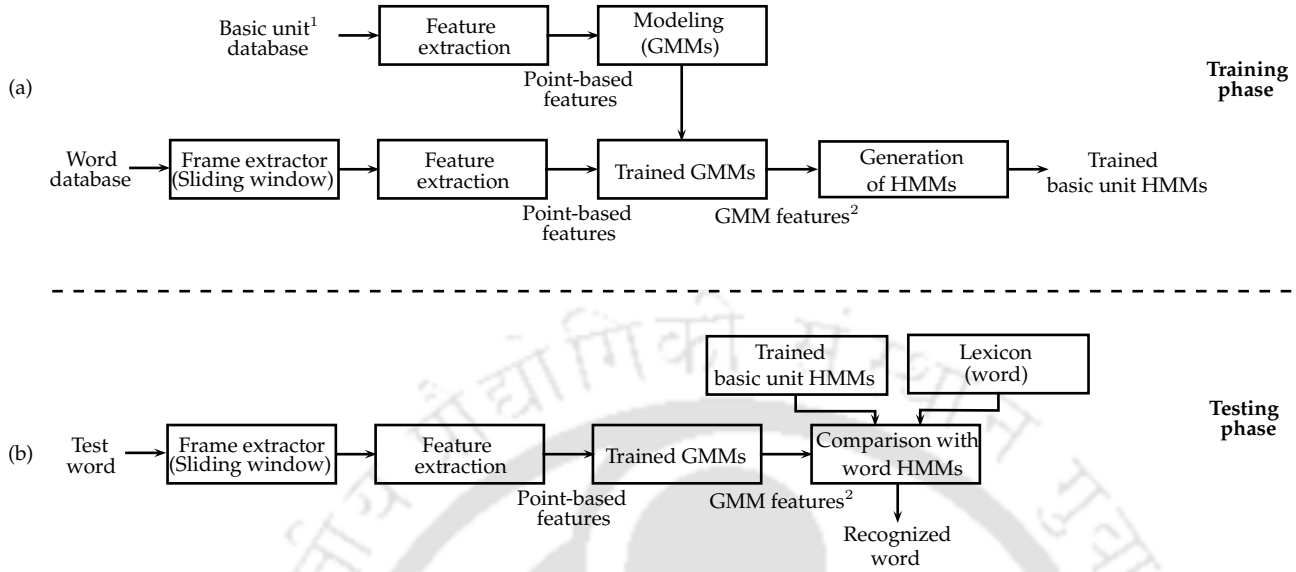 Basic unit¹
database
Feature
extraction
Modeling
(GMMs)
Point-based
features
(a)
Training
phase
Word
database
Frame extractor
(Sliding window)
Feature
extraction
Trained GMMs
Generation
of HMMs
Trained
basic unit HMMs
Point-based
features
GMM features²
Trained
basic unit HMMs
Lexicon
(word)
(b)
Test
word
Frame extractor
(Sliding window)
Feature
extraction
Trained GMMs
Comparison with
word HMMs
Testing
phase
Point-based
features
GMM features²
Recognized
word